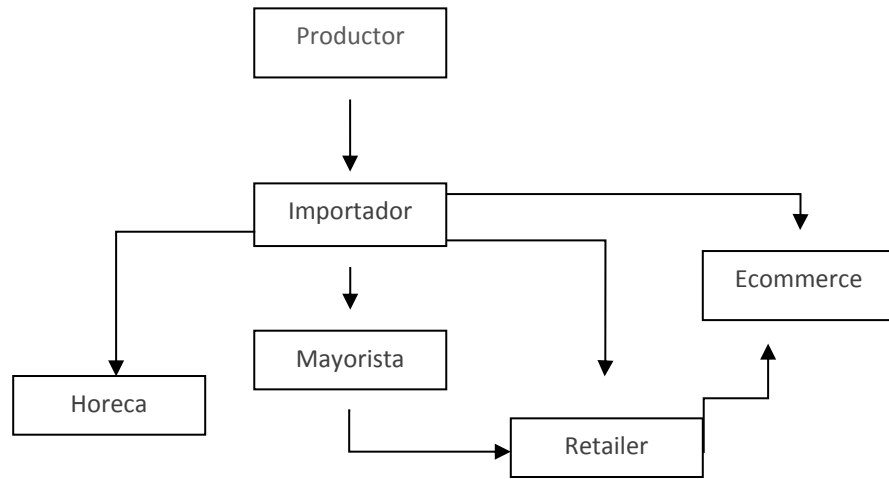 Productor
Importador
Ecommerce
Mayorista
Horeca
Retailer